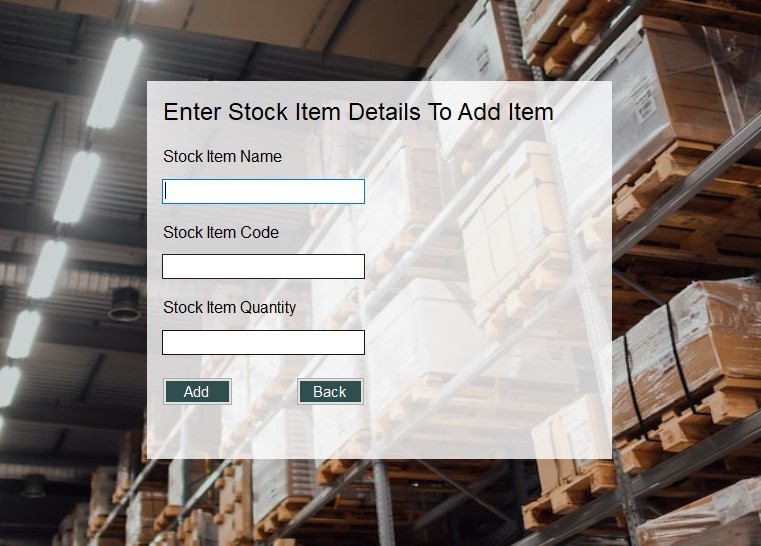 Enter Stock Item Details To Add Item
Stock Item Name
Stock Item Code
Stock Item Quantity
Add Back